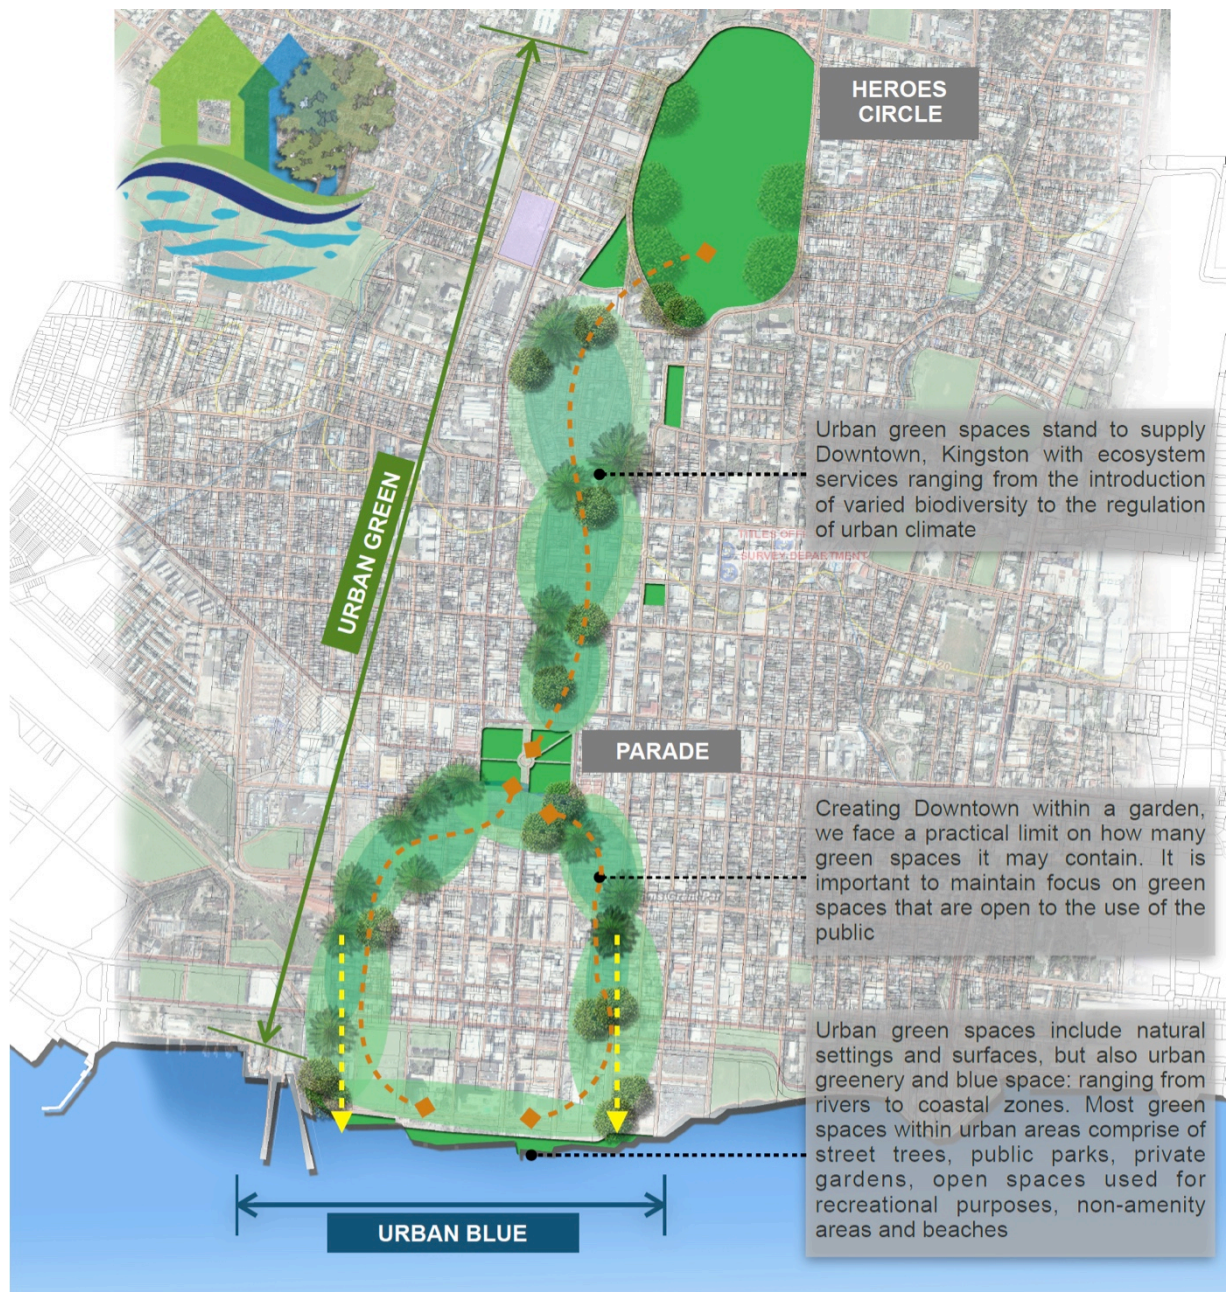 HEROES
CIRCLE
Urban green spaces stand to supply
Downtown, Kingston with ecosystem
services ranging from the introduction
of varied biodiversity to the regulation
of urban climate
URBAN GREEN
SURVEY DEPARTMENT
PARADE
Creating Downtown within a garden,
we face a practical limit on how many
green spaces it may contain. It is
important to maintain focus on green
spaces that are open to the use of the
public
Urban green spaces include natural
settings and surfaces, but also urban
greenery and blue space: ranging from
rivers to coastal zones. Most green
spaces within urban areas comprise of
street trees, public parks, private
gardens, open spaces used for
recreational purposes, non-amenity
areas and beaches
URBAN BLUE